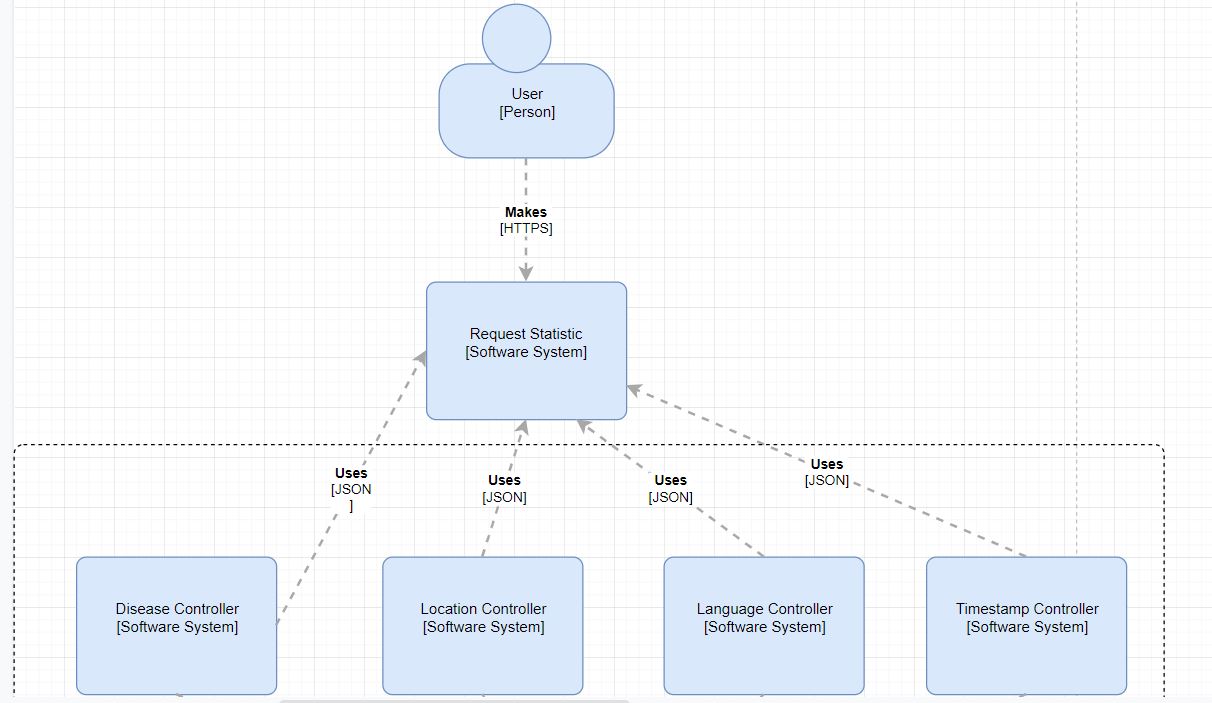 User
[Person]
Makes
[HTTPS]
Request Statistic
[Software System]
Uses
[JSON
]
Uses
[JSON]
Uses
[JSON]
Uses
[JSON]
Disease Controller
[Software System]
Location Controller
[Software System]
Language Controller
[Software System]
Timestamp Controller
[Software System]